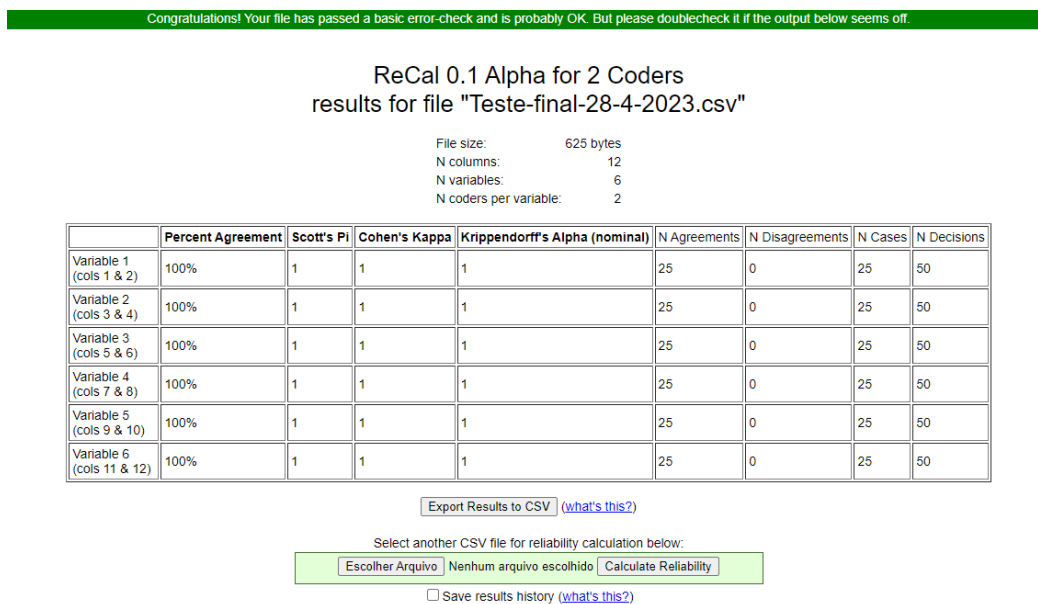 Congratulations! Your file has passed a basic error-check and is probably OK. But please doublecheck it if the output below seems off.
ReCal 0.1 Alpha for 2 Coders
results for file "Teste-final-28-4-2023.csv"
File size: 625 bytes
N columns: 12
N variables: 6
N coders per variable: 2
Percent Agreement Scott's Pi Cohen's Kappa Krippendorff's Alpha (nominal) N Agreements N Disagreements N Cases N Decisions
Variable 1
(cols 1 & 2) 100% 1 1 1 25 0 25 50
Variable 2
(cols 3 & 4) 100% 1 1 1 25 0 25 50
Variable 3
(cols 5 & 6) 100% 1 1 1 25 0 25 50
Variable 4
(cols 7 & 8) 100% 1 1 1 25 0 25 50
Variable 5
(cols 9 & 10) 100% 1 1 1 25 0 25 50
Variable 6
(cols 11 & 12) 100% 1 1 1 25 0 25 50
Export Results to CSV (what's this?)
Select another CSV file for reliability calculation below:
Escolher Arquivo Nenhum arquivo escolhido Calculate Reliability
Save results history (what's this?)